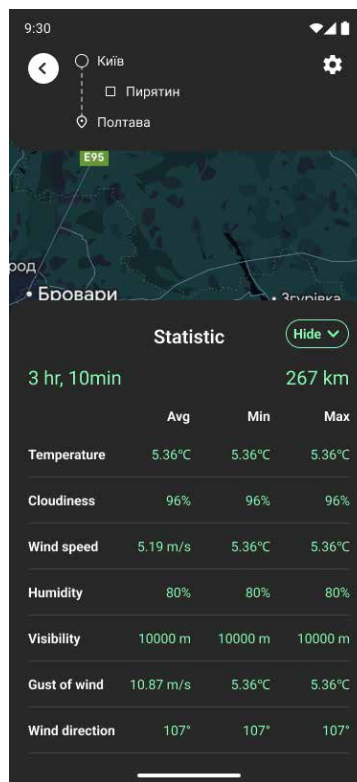 9:30
Київ
Пирятин
Полтава
E95
род
Бровари
Згурівка
Statistic
Hide
3 hr, 10min 267 km
Avg Min Max
Temperature 5.36°C 5.36°C 5.36°C
Cloudiness 96% 96% 96%
Wind speed 5.19 m/s 5.36°C 5.36°C
Humidity 80% 80% 80%
Visibility 10000 m 10000 m 10000 m
Gust of wind 10.87 m/s 5.36°C 5.36°C
Wind direction 107° 107° 107°